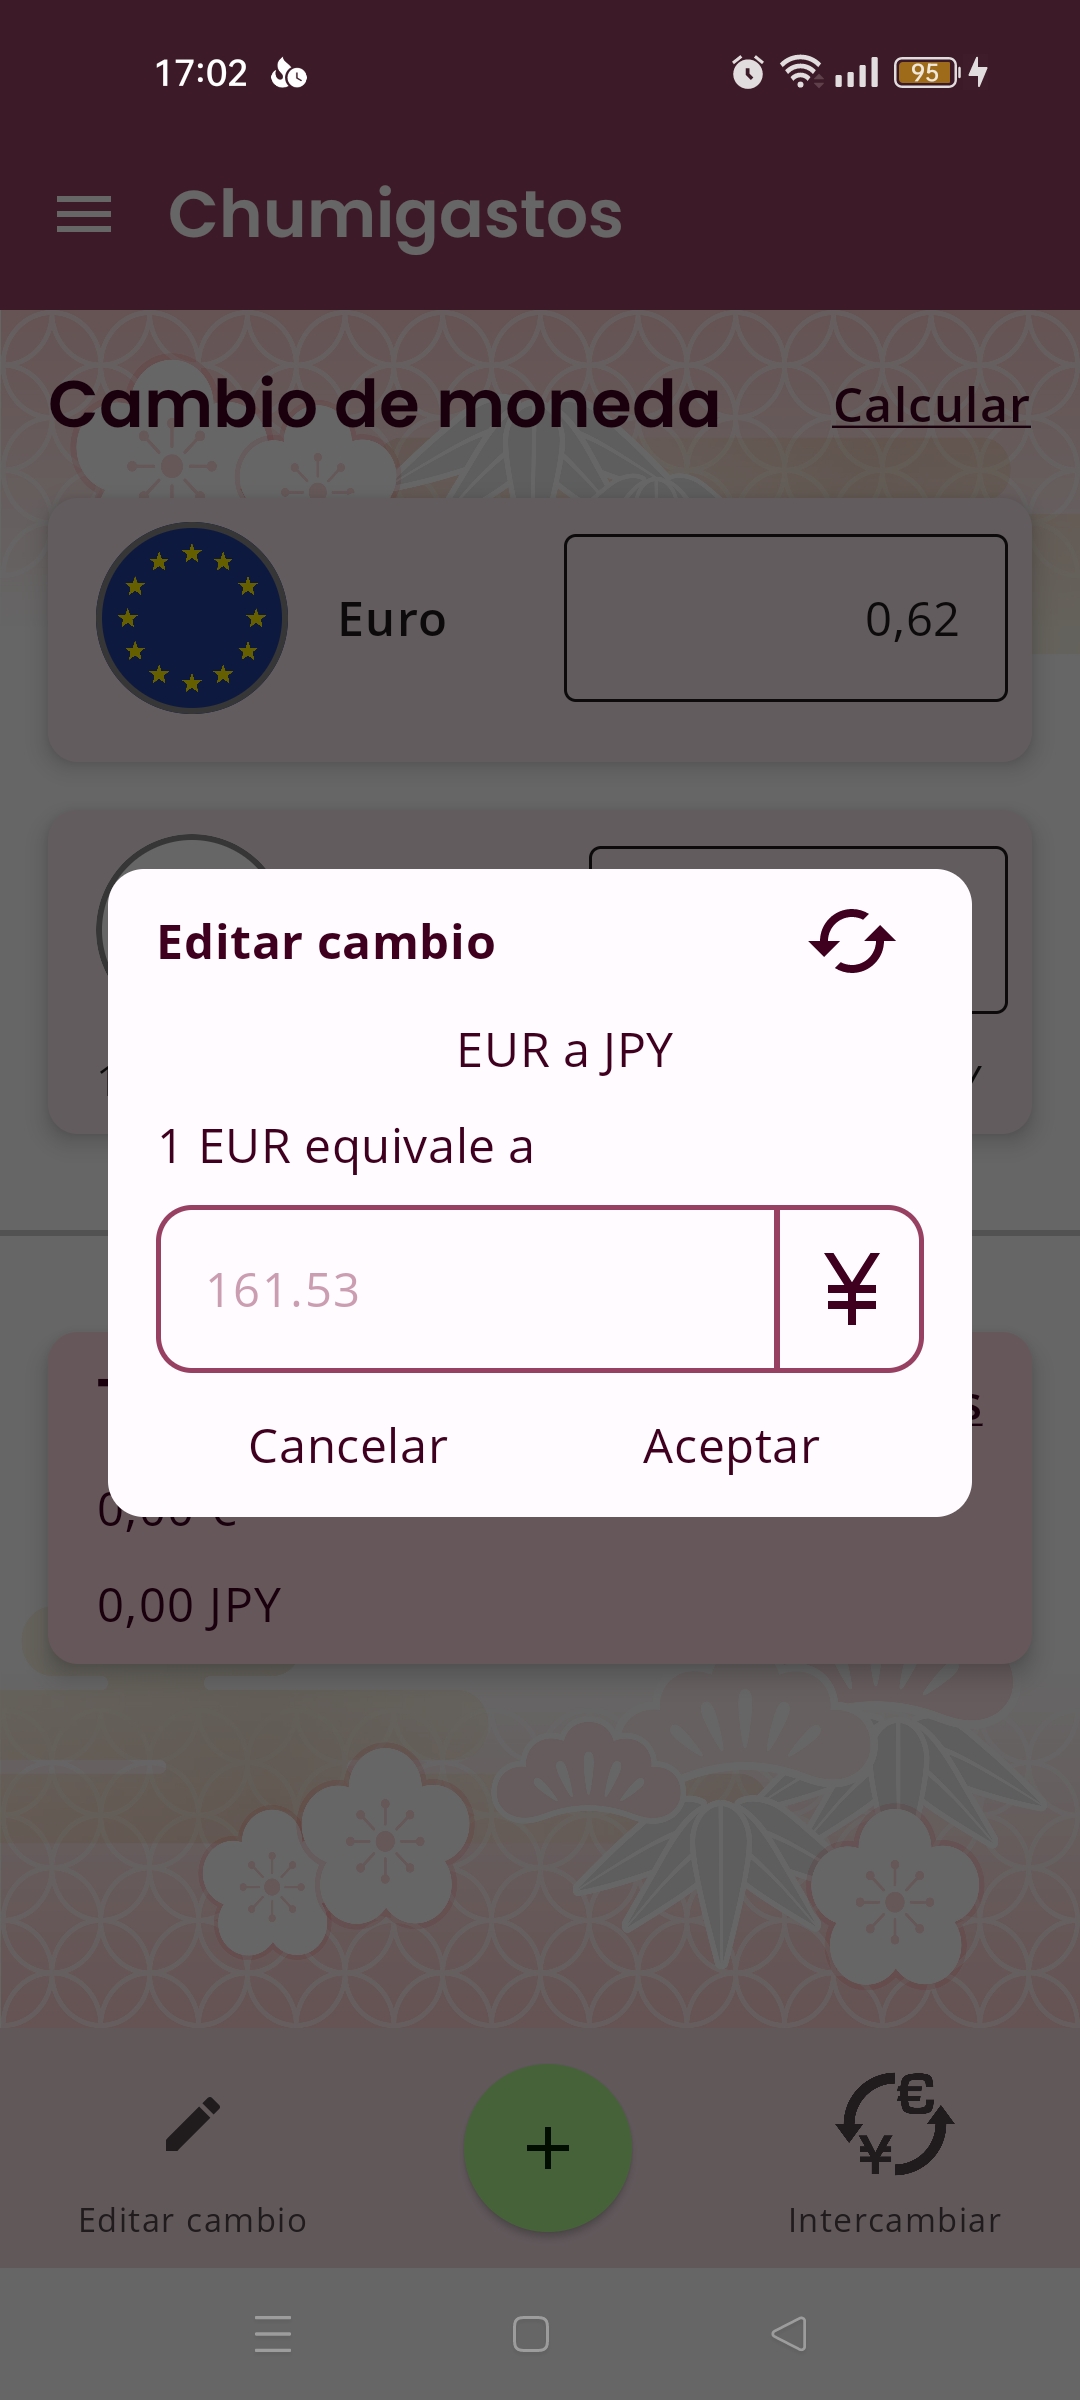 17:02
95
Chumigastos
Cambio de moneda
Calcular
Euro
0,62
Editar cambio
EUR a JPY
1 EUR equivale a
161.53
¥
Cancelar
Aceptar
0,00 JPY
€
¥
Editar cambio
+
Intercambiar